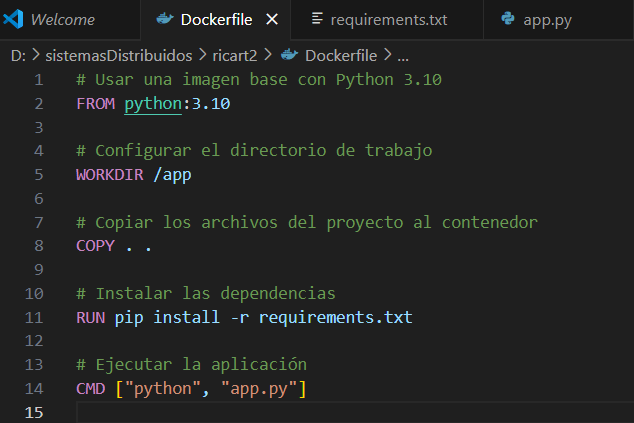 Welcome
Dockerfile
requirements.txt
app.py
D: > sistemasDistribuidos > ricart2 > Dockerfile > ...
1 # Usar una imagen base con Python 3.10
2 FROM python:3.10
3
4 # Configurar el directorio de trabajo
5 WORKDIR /app
6
7 # Copiar los archivos del proyecto al contenedor
8 COPY . .
9
10 # Instalar las dependencias
11 RUN pip install -r requirements.txt
12
13 # Ejecutar la aplicación
14 CMD ["python", "app.py"]
15